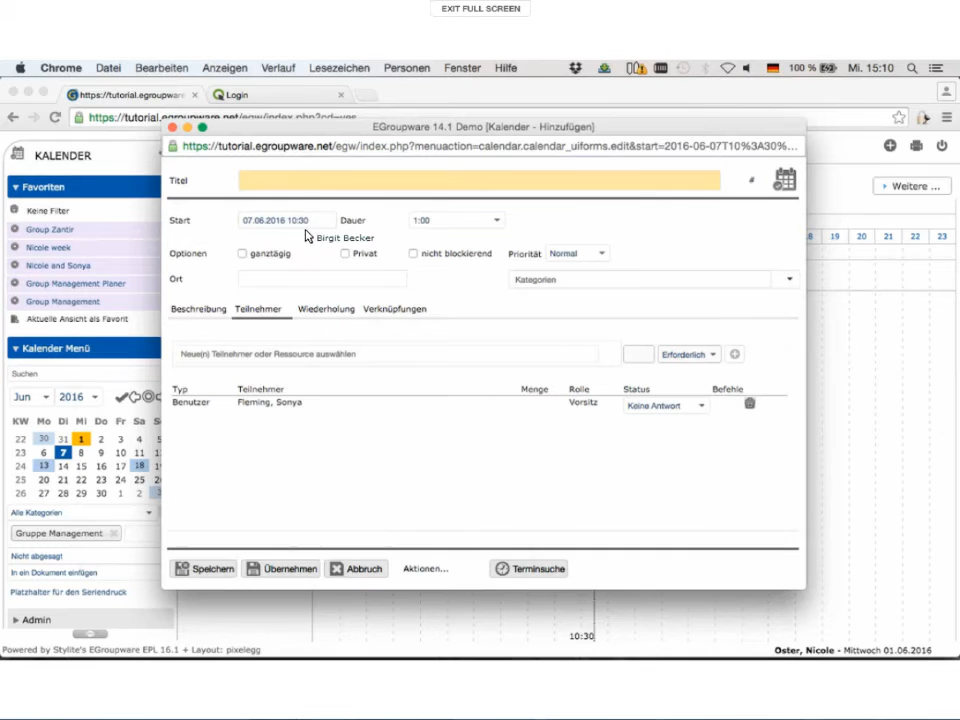 EXIT FULL SCREEN
Chrome Datei Bearbeiten Anzeigen Verlauf Lesezeichen Personen Fenster Hilfe 100 % Mi. 15:10
https://tutorial.egroupware × Login ×
https://tutorial.egroupware.net/egw/index.php?cd=yes
EGroupware 14.1 Demo [Kalender - Hinzufügen]
https://tutorial.egroupware.net/egw/index.php?menuaction=calendar.calendar_uiforms.edit&start=2016-06-07T10%3A30%...
KALENDER
Weitere ...
Favoriten
Keine Filter
Group Zantir
Nicole week
Nicole and Sonya
Group Management Planer
Group Management
Aktuelle Ansicht als Favorit
Kalender Menü
Suchen
Jun 2016
KW Mo Di Mi Do Fr Sa
22 30 31 1 2 3 4
23 6 7 8 9 10 11
24 13 14 15 16 17 18
25 20 21 22 23 24 25
26 27 28 29 30 1 2
Alle Kategorien
Gruppe Management ×
Nicht abgesagt
In ein Dokument einfügen
Platzhalter für den Seriendruck
Admin
Titel #
Start 07.06.2016 10:30 Dauer 1:00
Birgit Becker
Optionen ganztägig Privat nicht blockierend Priorität Normal
Ort Kategorien
Beschreibung Teilnehmer Wiederholung Verknüpfungen
Neue(n) Teilnehmer oder Ressource auswählen Erforderlich
Typ Teilnehmer Menge Rolle Status Befehle
Benutzer Fleming, Sonya Vorsitz Keine Antwort
Speichern Übernehmen Abbruch Aktionen... Terminsuche
19 20 21 22 23
10:30
Powered by Stylite's EGroupware EPL 16.1 + Layout: pixelegg
Oster, Nicole - Mittwoch 01.06.2016